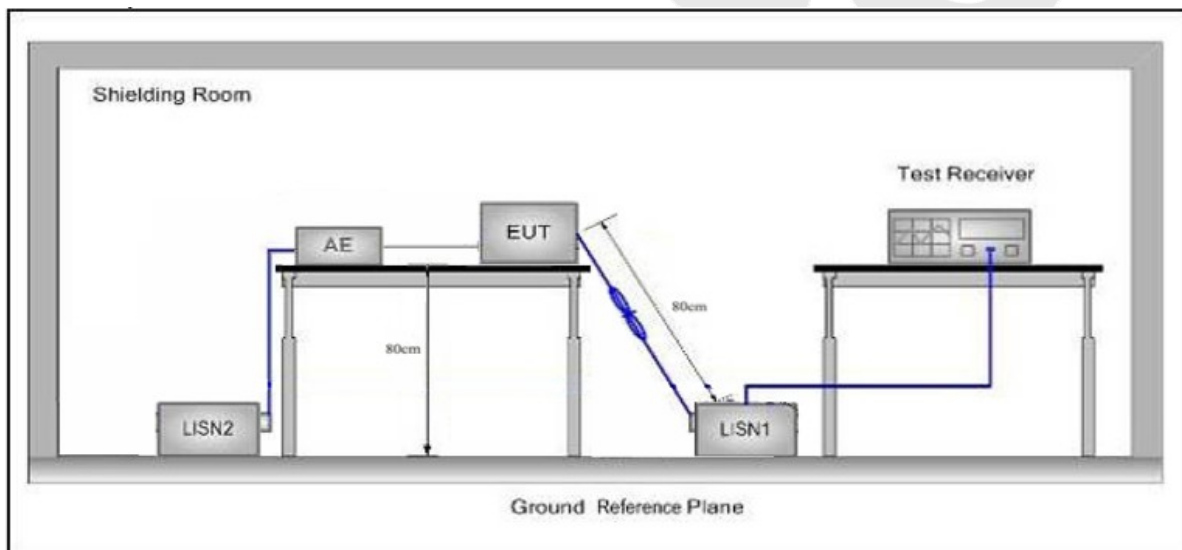 Shielding Room
Test Receiver
AE
EUT
80cm
80cm
LISN2
LISN1
Ground Reference Plane